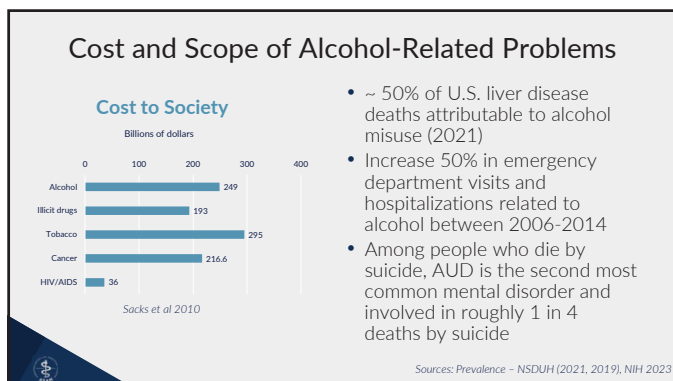 Cost and Scope of Alcohol-Related Problems
Cost to Society
Billions of dollars
0 100 200 300 400
Alcohol 249
Illicit drugs 193
Tobacco 295
Cancer 216.6
HIV/AIDS 36
Sacks et al 2010
• ~ 50% of U.S. liver disease
deaths attributable to alcohol
misuse (2021)
• Increase 50% in emergency
department visits and
hospitalizations related to
alcohol between 2006-2014
• Among people who die by
suicide, AUD is the second most
common mental disorder and
involved in roughly 1 in 4
deaths by suicide
Sources: Prevalence – NSDUH (2021, 2019), NIH 2023